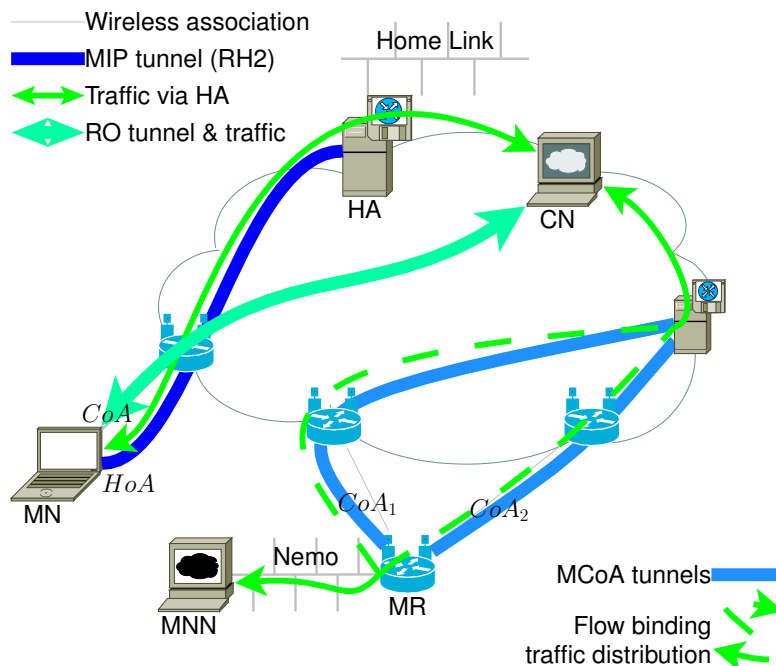 Wireless association
MIP tunnel (RH2)
Traffic via HA
RO tunnel & traffic
Home Link
HA
CN
CoA
HoA
MN
CoA1
CoA2
Nemo
MNN
MR
MCoA tunnels
Flow binding
traffic distribution